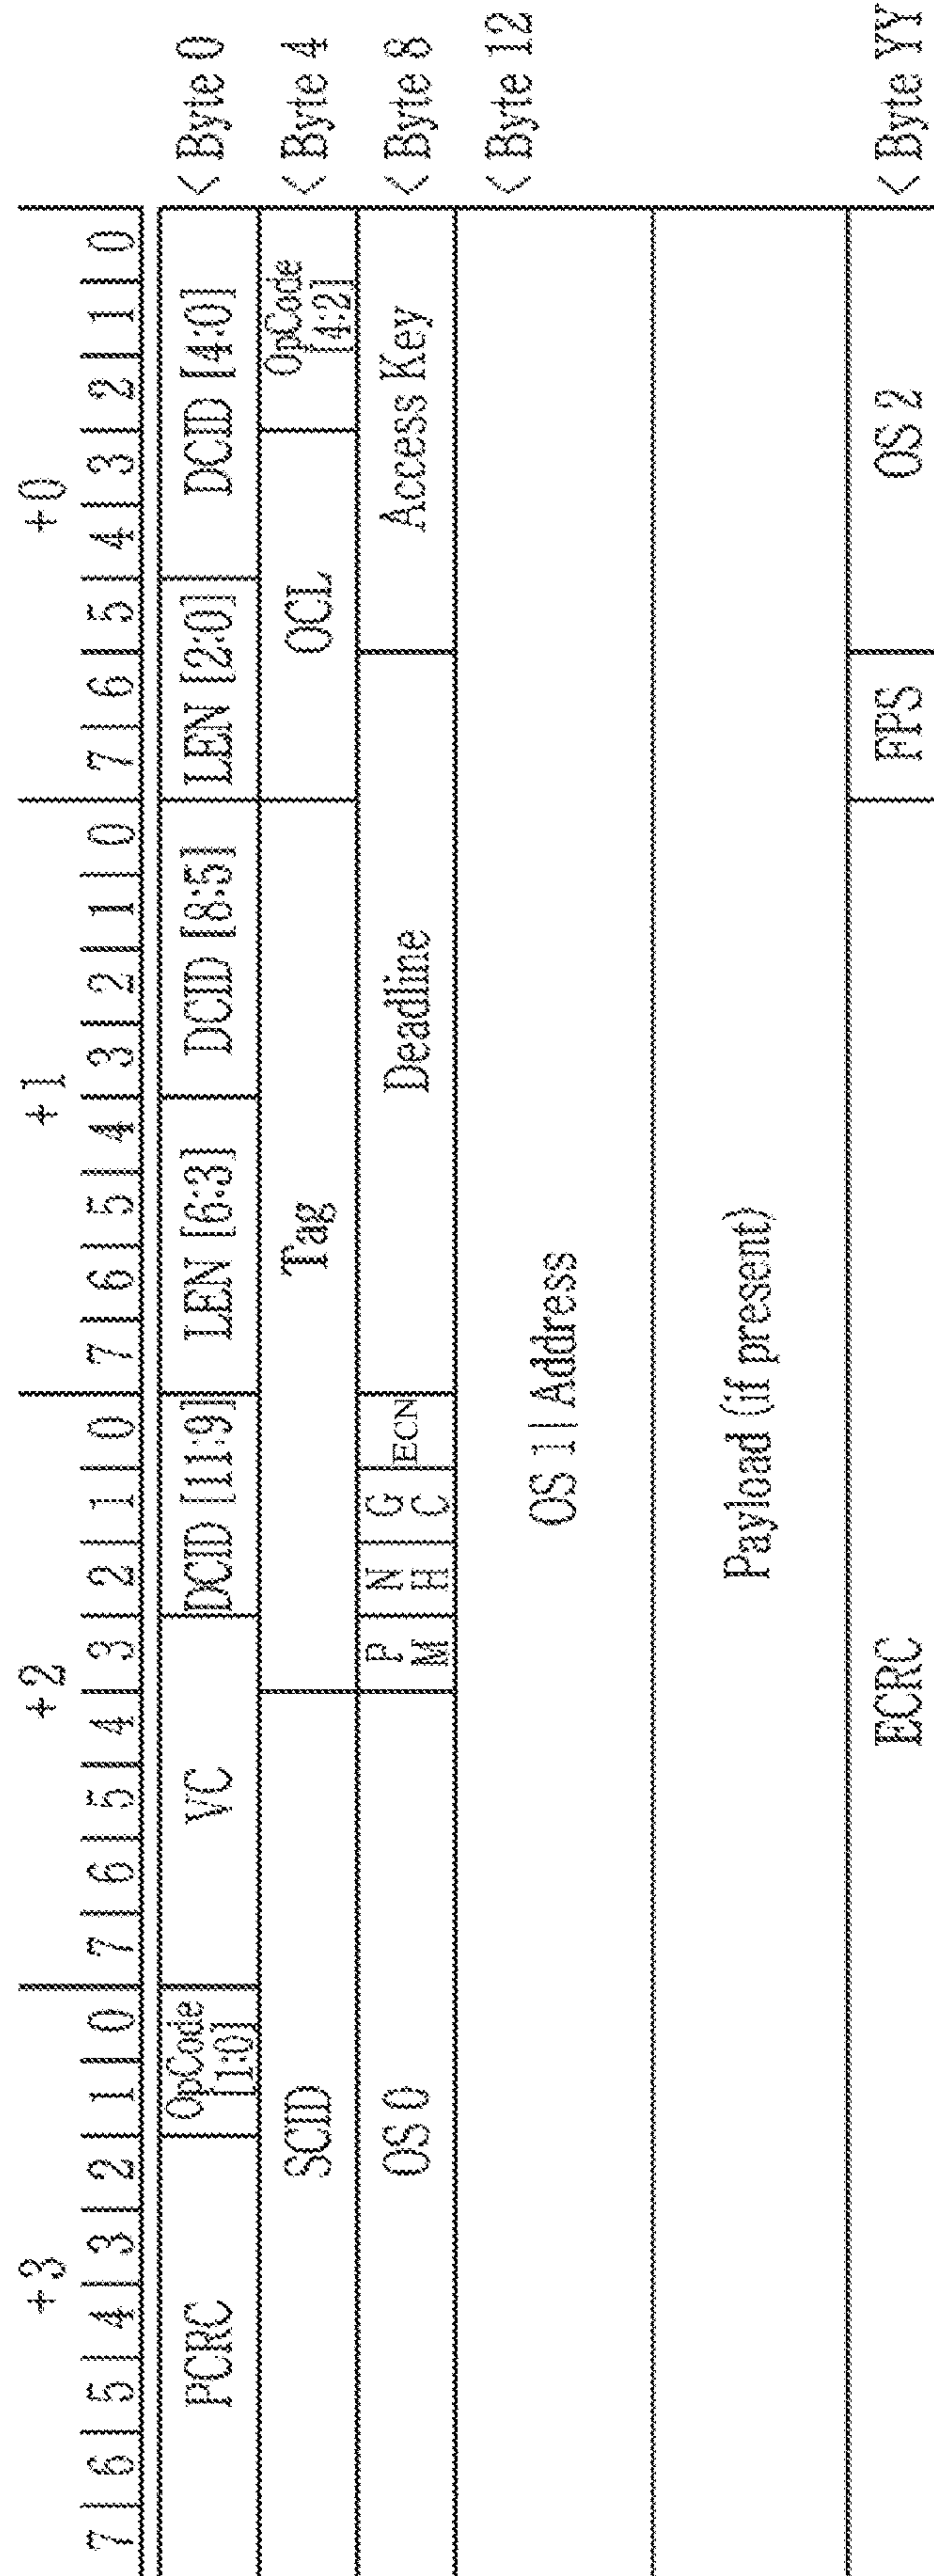 +3 +2 +1 +0
7 6 5 4 3 2 1 0 7 6 5 4 3 2 1 0 7 6 5 4 3 2 1 0 7 6 5 4 3 2 1 0
PCRC OpCode [1:0] VC DCID [11:9] LEN [6:3] DCID [8:5] LEN [2:0] DCID [4:0] < Byte 0
SCID Tag OCL OpCode [4:2] < Byte 4
OS 0 PM NH GC ECN Deadline Access Key < Byte 8
OS 1|| Address < Byte 12
Payload (if present)
ECRC FPS OS 2 < Byte YY